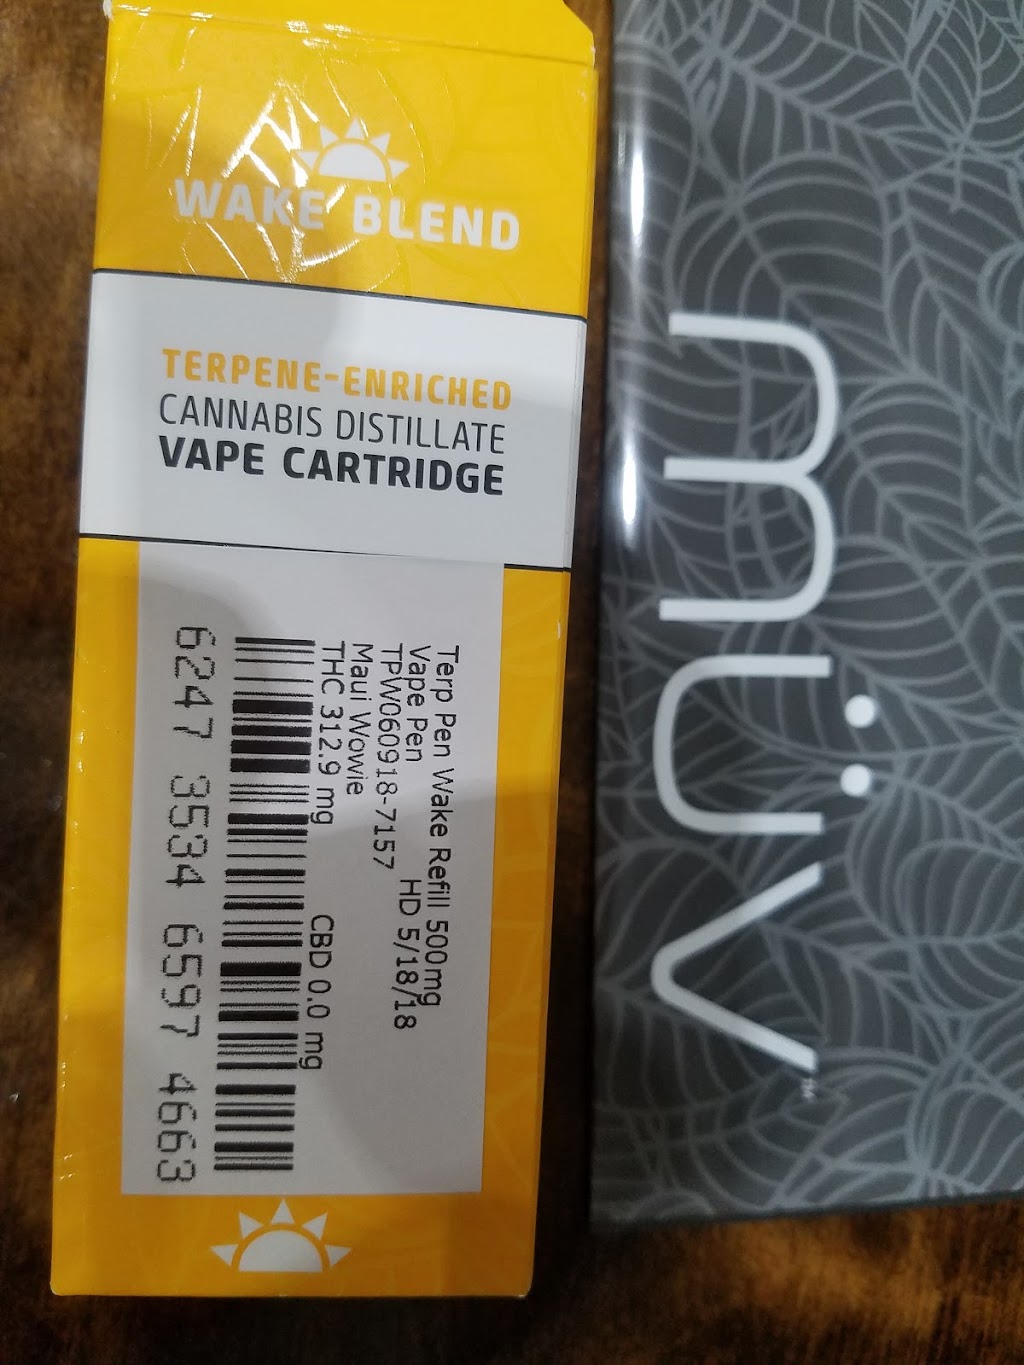 WAKE BLEND
TERPENE-ENRICHED
CANNABIS DISTILLATE
VAPE CARTRIDGE
Terp Pen Wake Refill 500mg
Vape Pen HD 5/18/18
TPW060918-7157
Maui Wowie
THC 312.9 mg CBD 0.0 mg
6247 3534 6597 4663
müv™